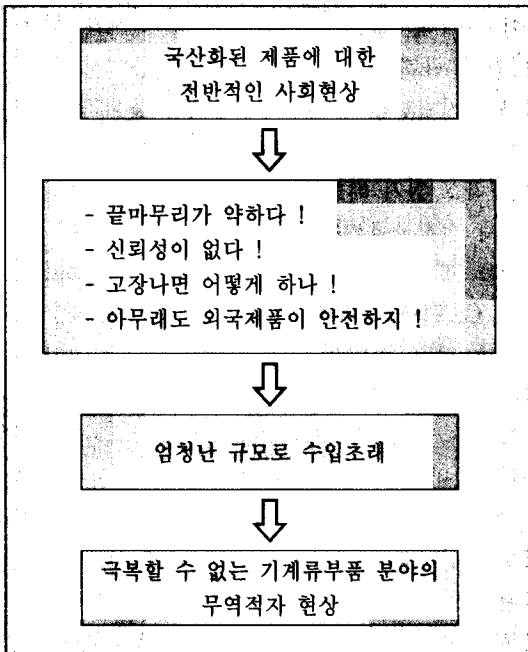 국산화된 제품에 대한
전반적인 사회현상
- 끝마무리가 약하다 !
- 신뢰성이 없다 !
- 고장나면 어떻게 하나 !
- 아무래도 외국제품이 안전하지 !
엄청난 규모로 수입초래
극복할 수 없는 기계류부품 분야의
무역적자 현상